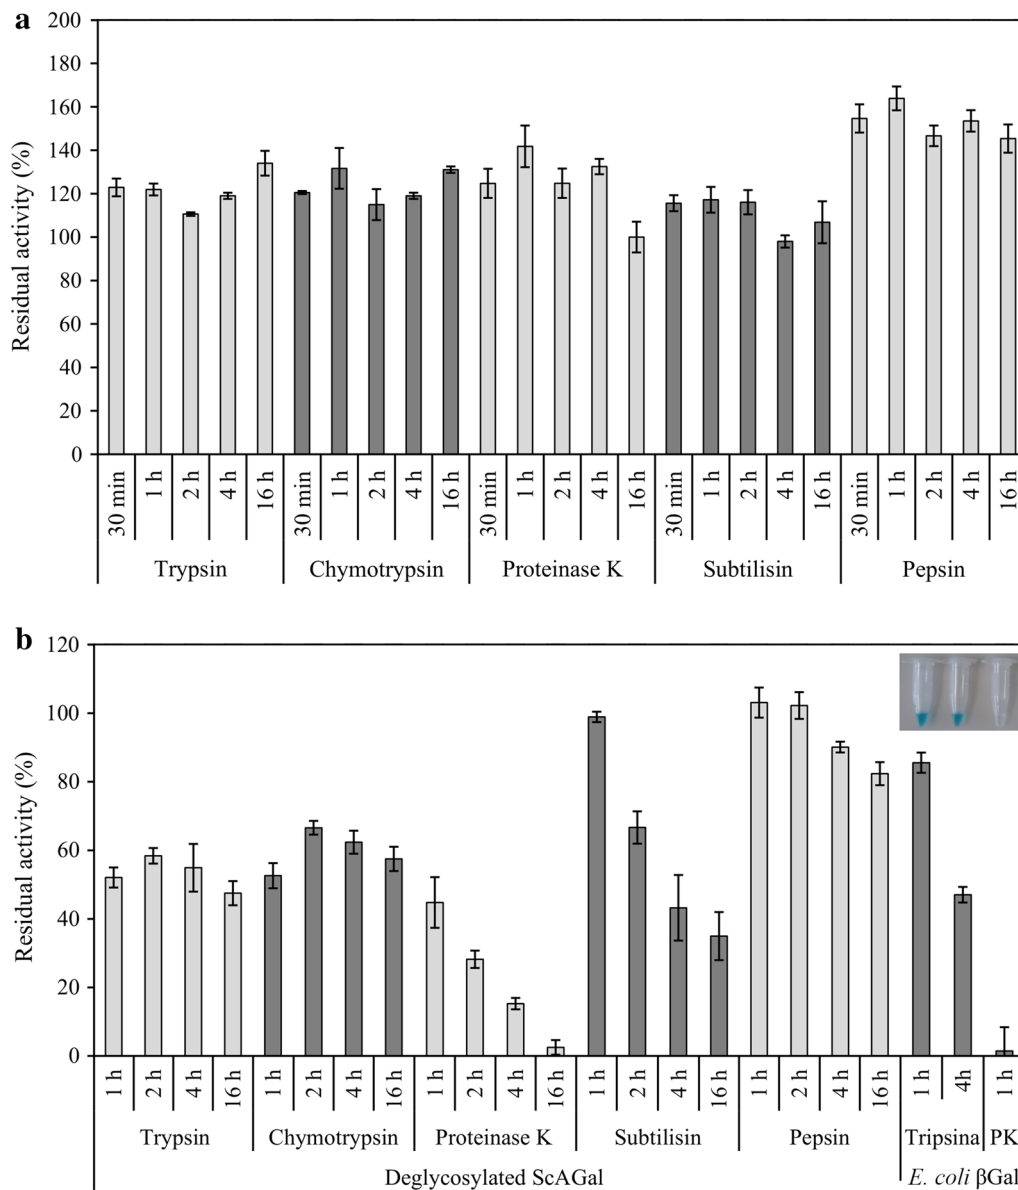 a
200
180
160
140
120
100
80
60
40
20
0
Residual activity (%)
30 min 1 h 2 h 4 h 16 h 30 min 1 h 2 h 4 h 16 h 30 min 1 h 2 h 4 h 16 h 30 min 1 h 2 h 4 h 16 h 30 min 1 h 2 h 4 h 16 h
Trypsin Chymotrypsin Proteinase K Subtilisin Pepsin
b
120
100
80
60
40
20
0
Residual activity (%)
1 h 2 h 4 h 16 h 1 h 2 h 4 h 16 h 1 h 2 h 4 h 16 h 1 h 2 h 4 h 16 h 1 h 2 h 4 h 16 h 1 h 4h 1 h
Trypsin Chymotrypsin Proteinase K Subtilisin Pepsin Tripsina PK
Deglycosylated ScAGal E. coli βGal